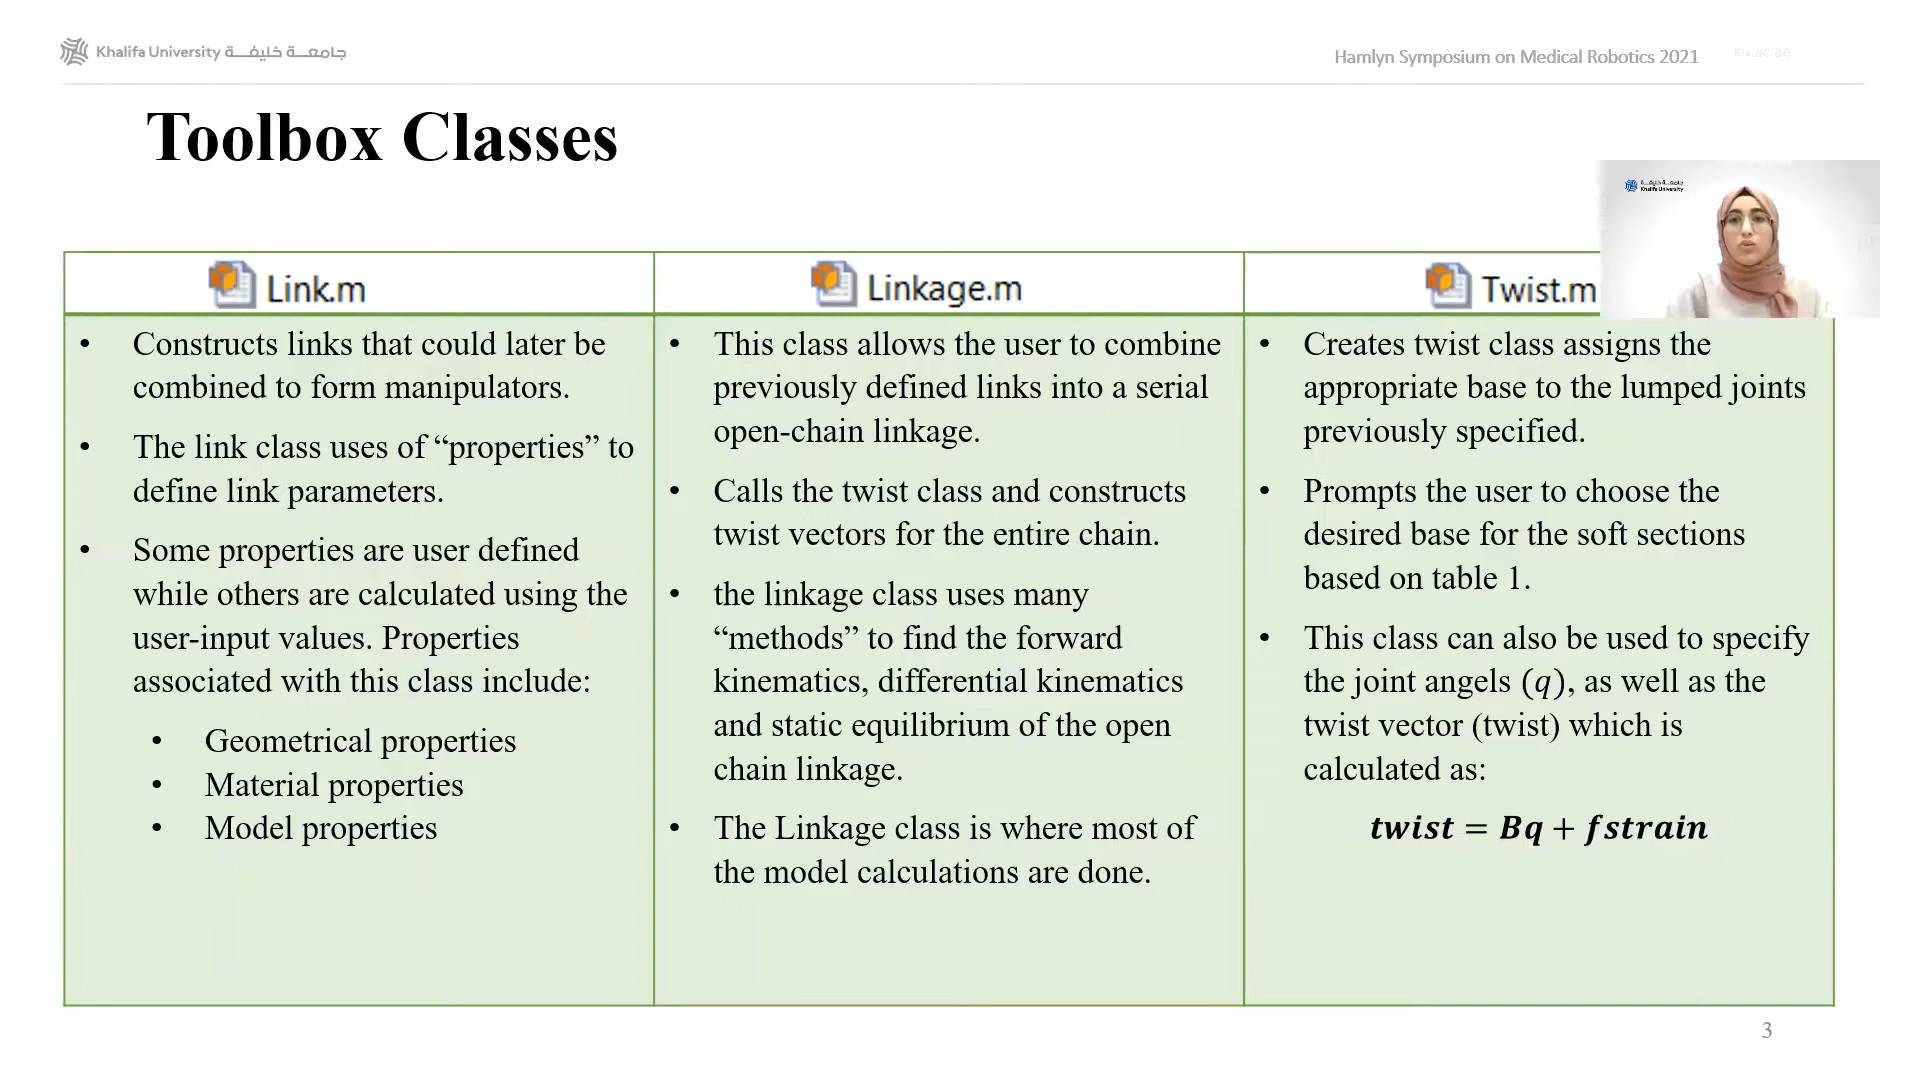 Khalifa University جامعـــة خليفـــة
Hamlyn Symposium on Medical Robotics 2021
ku.ac.ae
Toolbox Classes
جامعـــة خليفـــة
Khalifa University
Link.m
• Constructs links that could later be
combined to form manipulators.
• The link class uses of “properties” to
define link parameters.
• Some properties are user defined
while others are calculated using the
user-input values. Properties
associated with this class include:
• Geometrical properties
• Material properties
• Model properties
Linkage.m
• This class allows the user to combine
previously defined links into a serial
open-chain linkage.
• Calls the twist class and constructs
twist vectors for the entire chain.
• the linkage class uses many
“methods” to find the forward
kinematics, differential kinematics
and static equilibrium of the open
chain linkage.
• The Linkage class is where most of
the model calculations are done.
Twist.m
• Creates twist class assigns the
appropriate base to the lumped joints
previously specified.
• Prompts the user to choose the
desired base for the soft sections
based on table 1.
• This class can also be used to specify
the joint angels (q), as well as the
twist vector (twist) which is
calculated as:
twist = Bq + fstrain
3